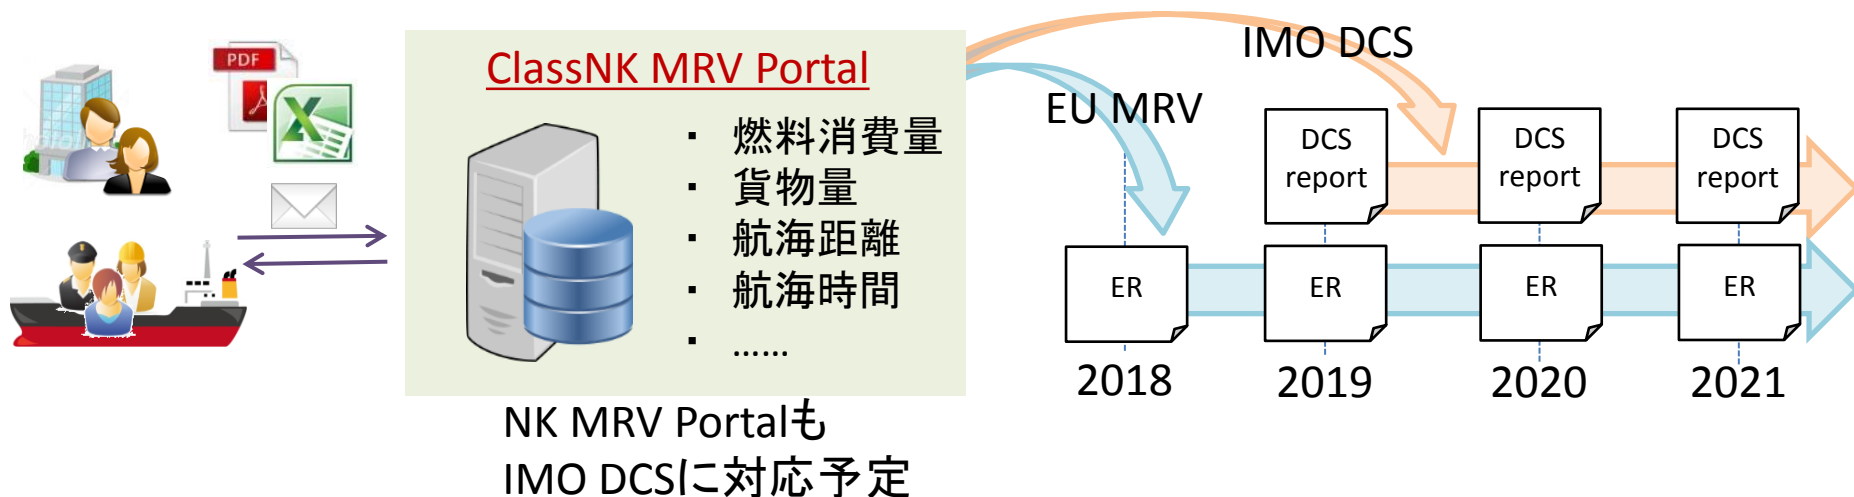 PDF
ClassNK MRV Portal
・ 燃料消費量
・ 貨物量
・ 航海距離
・ 航海時間
・ ……
NK MRV Portalも
IMO DCSに対応予定
IMO DCS
EU MRV
DCS
report
DCS
report
DCS
report
ER
ER
ER
ER
2018
2019
2020
2021